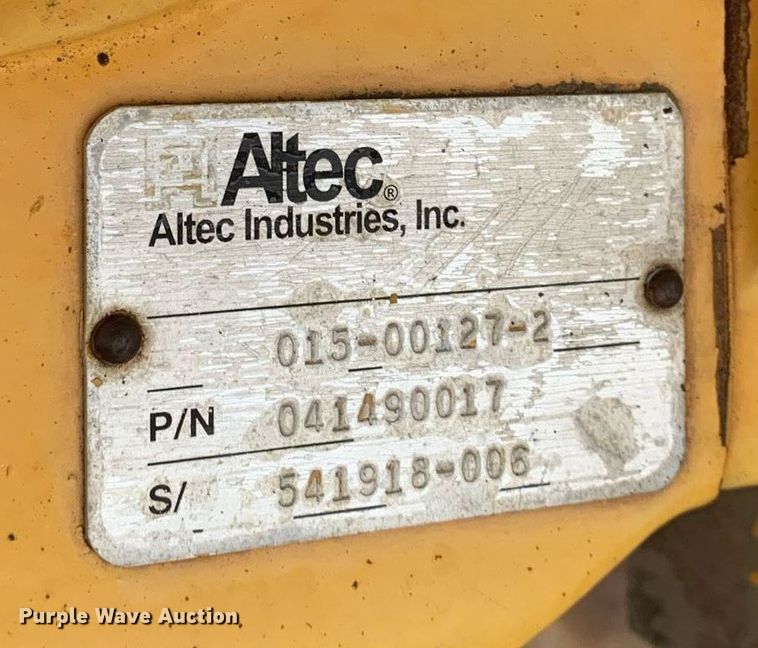 Altec®
Altec Industries, Inc.
015-00127-2
P/N 041490017
S/ 541918-006
Purple Wave Auction